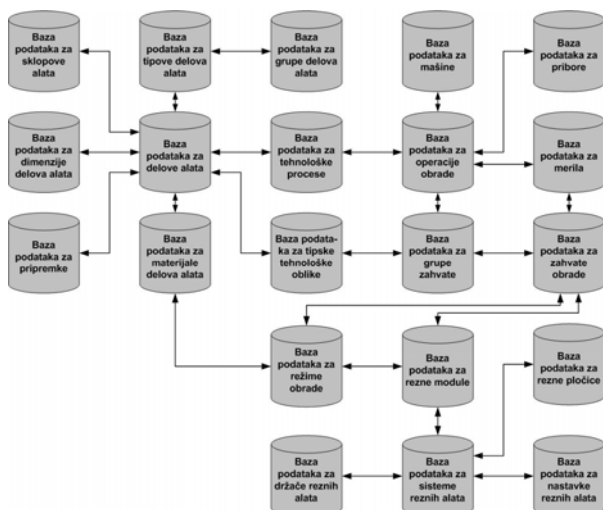 Baza
podataka za
sklopove
alata
Baza
podataka za
tipove delova
alata
Baza
podataka za
grupe delova
alata
Baza
podataka za
mašine
Baza
podataka za
pribore
Baza
podataka za
dimenzije
delova alata
Baza
podataka za
delove alata
Baza
podataka za
tehnološke
procese
Baza
podataka za
operacije
obrade
Baza
podataka za
merila
Baza
podataka za
pripremke
Baza
podataka za
materijale
delova alata
Baza podata-
ka za tipske
tehnološke
oblike
Baza
podataka za
grupe
zahvate
Baza
podataka za
zahvate
obrade
Baza
podataka za
režime
obrade
Baza
podataka za
rezne module
Baza
podataka za
rezne pločice
Baza
podataka za
držače reznih
alata
Baza
podataka za
sisteme
reznih alata
Baza
podataka za
nastavke
reznih alata